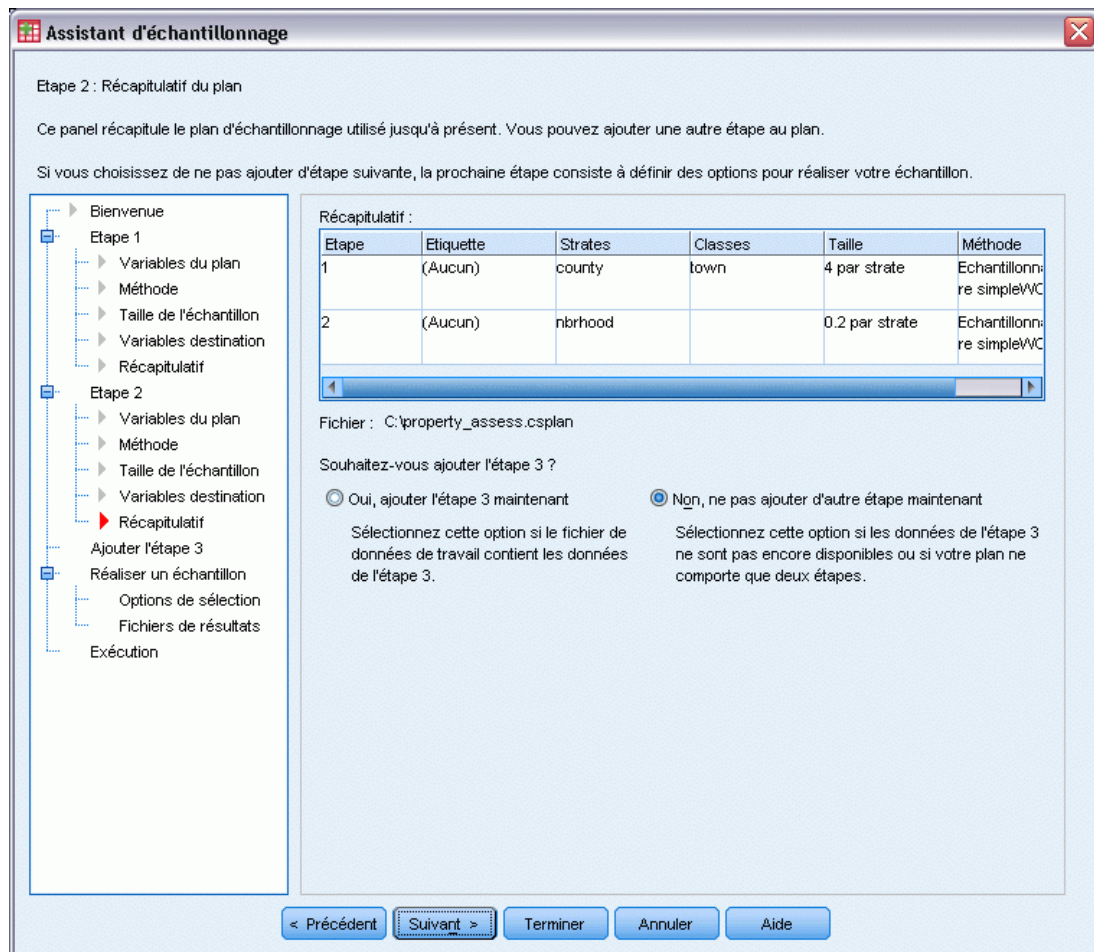 Assistant d'échantillonnage
Etape 2 : Récapitulatif du plan
Ce panel récapitule le plan d'échantillonnage utilisé jusqu'à présent. Vous pouvez ajouter une autre étape au plan.
Si vous choisissez de ne pas ajouter d'étape suivante, la prochaine étape consiste à définir des options pour réaliser votre échantillon.
Bienvenue
Etape 1
Variables du plan
Méthode
Taille de l'échantillon
Variables destination
Récapitulatif
Etape 2
Variables du plan
Méthode
Taille de l'échantillon
Variables destination
Récapitulatif
Ajouter l'étape 3
Réaliser un échantillon
Options de sélection
Fichiers de résultats
Exécution
Récapitulatif :
Etape Etiquette Strates Classes Taille Méthode
1 (Aucun) county town 4 par strate Echantillonna
re simpleWO
2 (Aucun) nbrhood 0.2 par strate Echantillonna
re simpleWO
Fichier : C:\property_assess.csplan
Souhaitez-vous ajouter l'étape 3 ?
Oui, ajouter l'étape 3 maintenant
Sélectionnez cette option si le fichier de
données de travail contient les données
de l'étape 3.
Non, ne pas ajouter d'autre étape maintenant
Sélectionnez cette option si les données de l'étape 3
ne sont pas encore disponibles ou si votre plan ne
comporte que deux étapes.
< Précédent Suivant > Terminer Annuler Aide